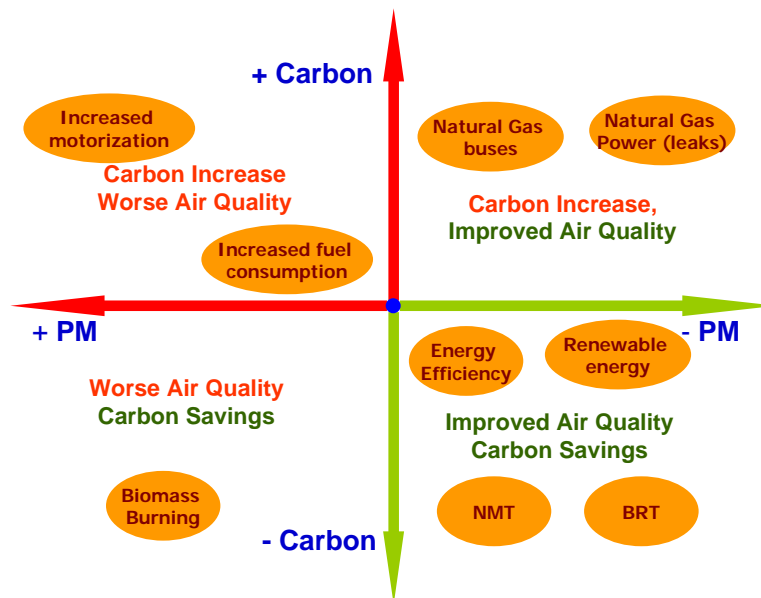 + Carbon
Increased
motorization
Natural Gas
buses
Natural Gas
Power (leaks)
Carbon Increase
Worse Air Quality
Carbon Increase,
Improved Air Quality
Increased fuel
consumption
+ PM
- PM
Energy
Efficiency
Renewable
energy
Worse Air Quality
Carbon Savings
Improved Air Quality
Carbon Savings
Biomass
Burning
NMT
BRT
- Carbon